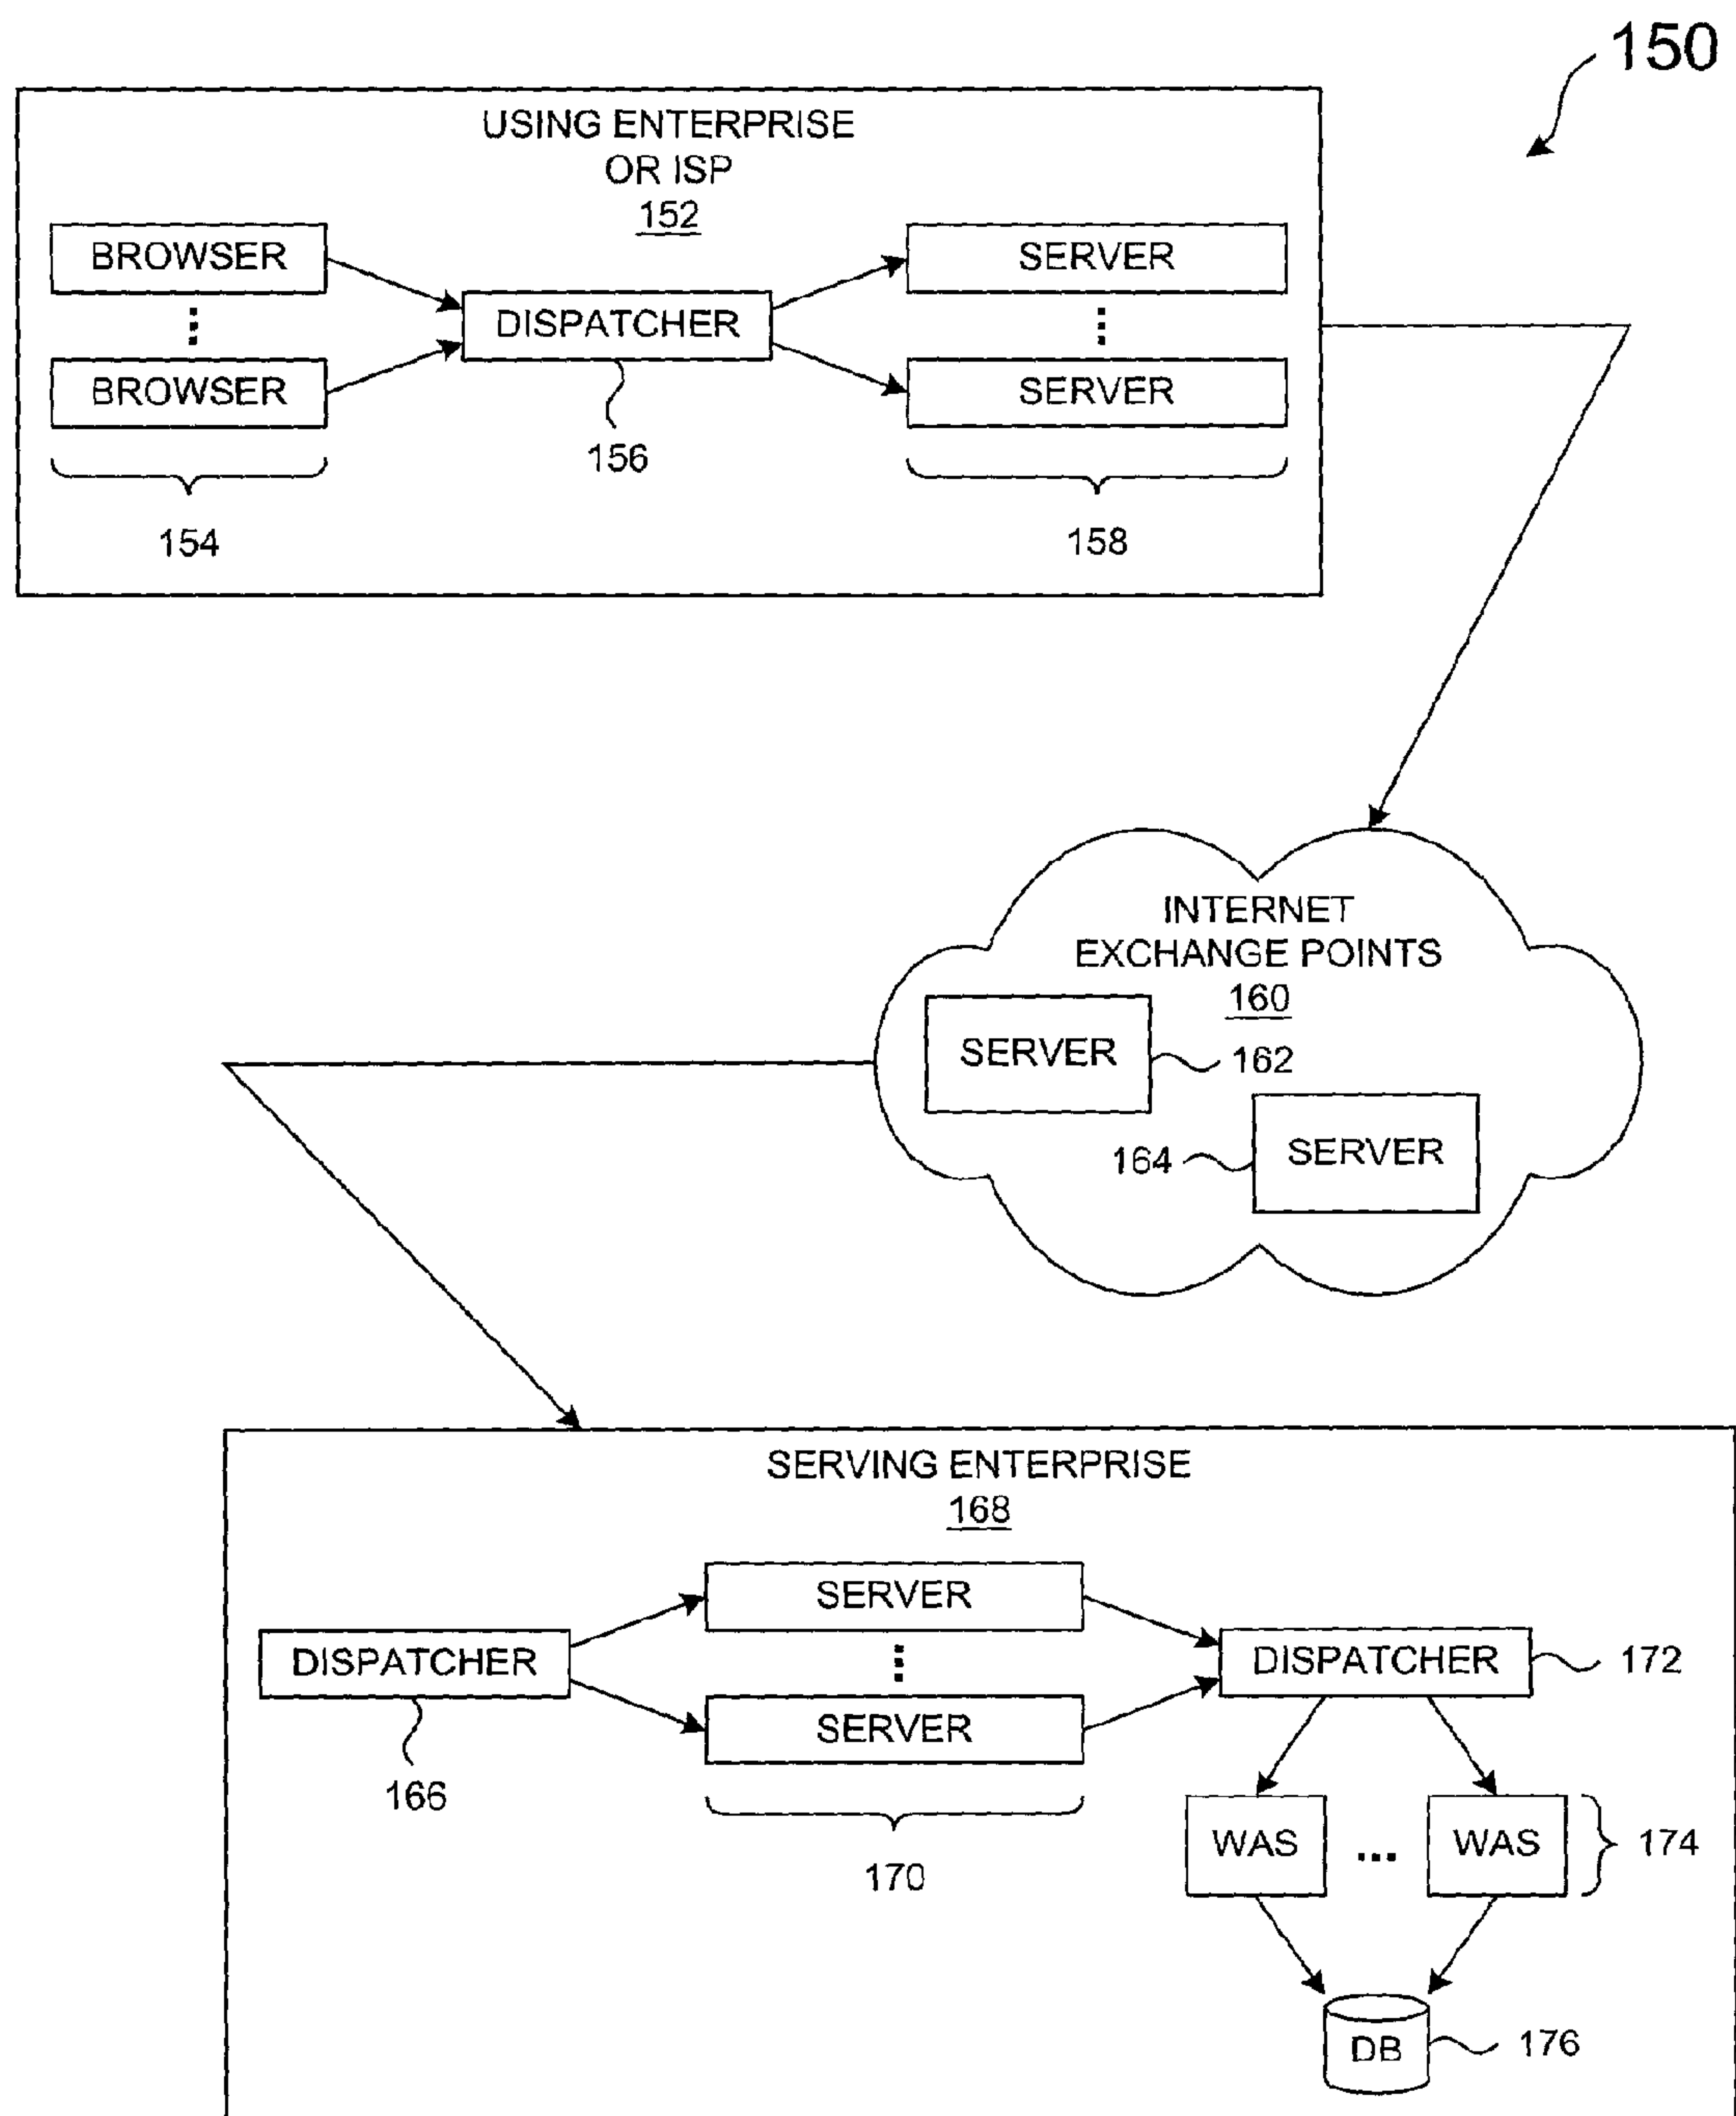 150
USING ENTERPRISE
OR ISP
152
BROWSER
SERVER
DISPATCHER
BROWSER
SERVER
156
154
158
INTERNET
EXCHANGE POINTS
160
SERVER
162
164
SERVER
SERVING ENTERPRISE
168
SERVER
DISPATCHER
DISPATCHER
172
SERVER
166
170
WAS
...
WAS
174
DB
176